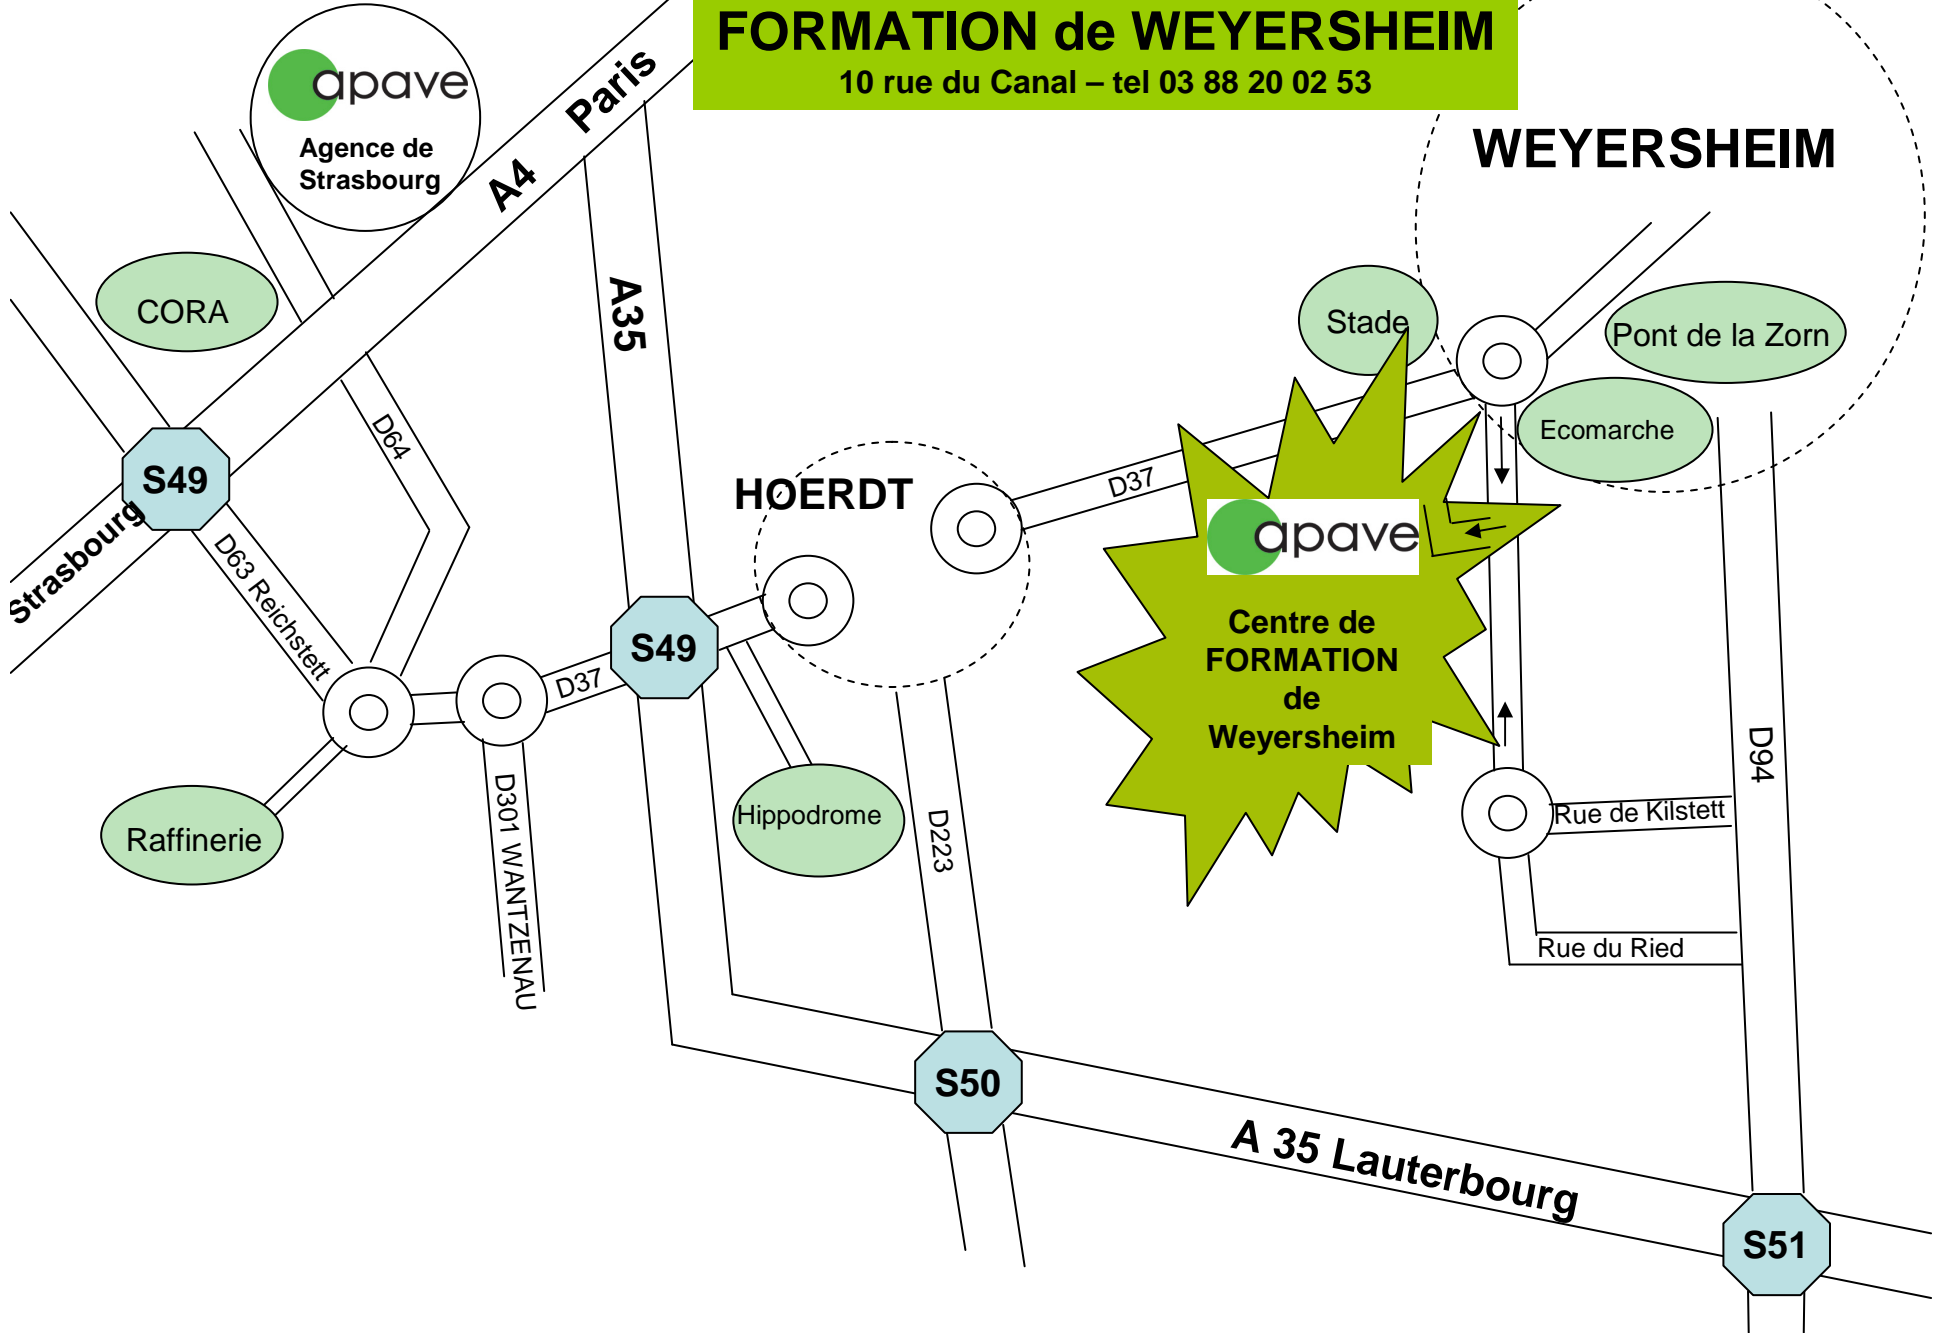 FORMATION de WEYERSHEIM
10 rue du Canal – tel 03 88 20 02 53
apave
Agence de
Strasbourg
A4 Paris
WEYERSHEIM
CORA
A35
Stade
Pont de la Zorn
Ecomarche
D64
S49
HOERDT
D37
Strasbourg
D63 Reichstett
apave
Centre de
FORMATION
de
Weyersheim
S49
D37
D301 WANTZENAU
Raffinerie
Hippodrome
D223
D94
Rue de Kilstett
Rue du Ried
S50
A 35 Lauterbourg
S51